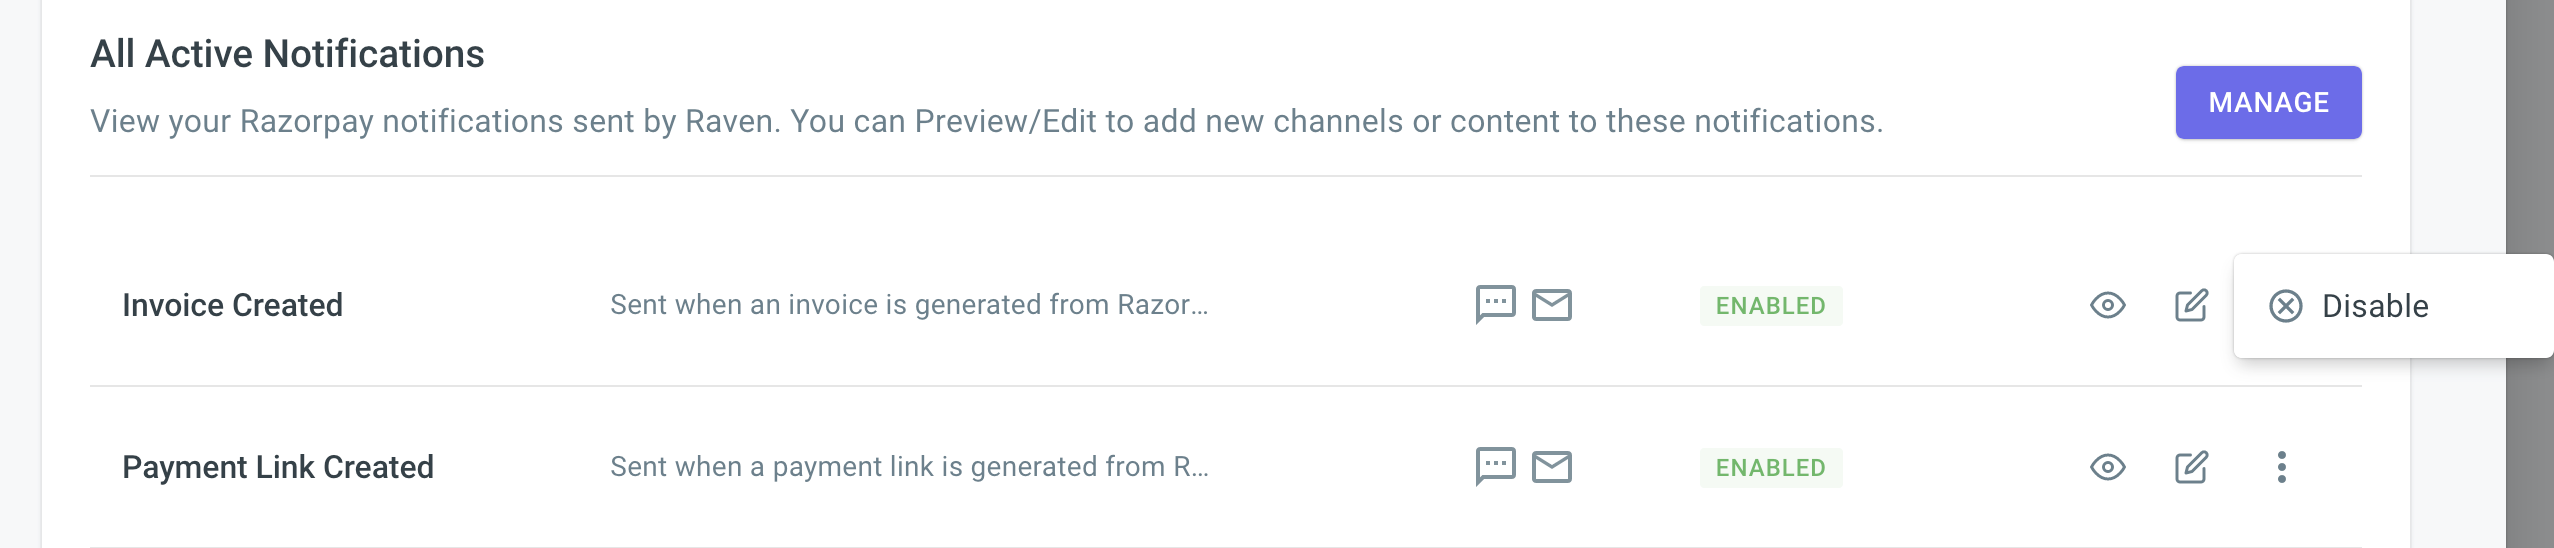 All Active Notifications
View your Razorpay notifications sent by Raven. You can Preview/Edit to add new channels or content to these notifications.
MANAGE
Invoice Created
Sent when an invoice is generated from Razor...
ENABLED
Disable
Payment Link Created
Sent when a payment link is generated from R...
ENABLED